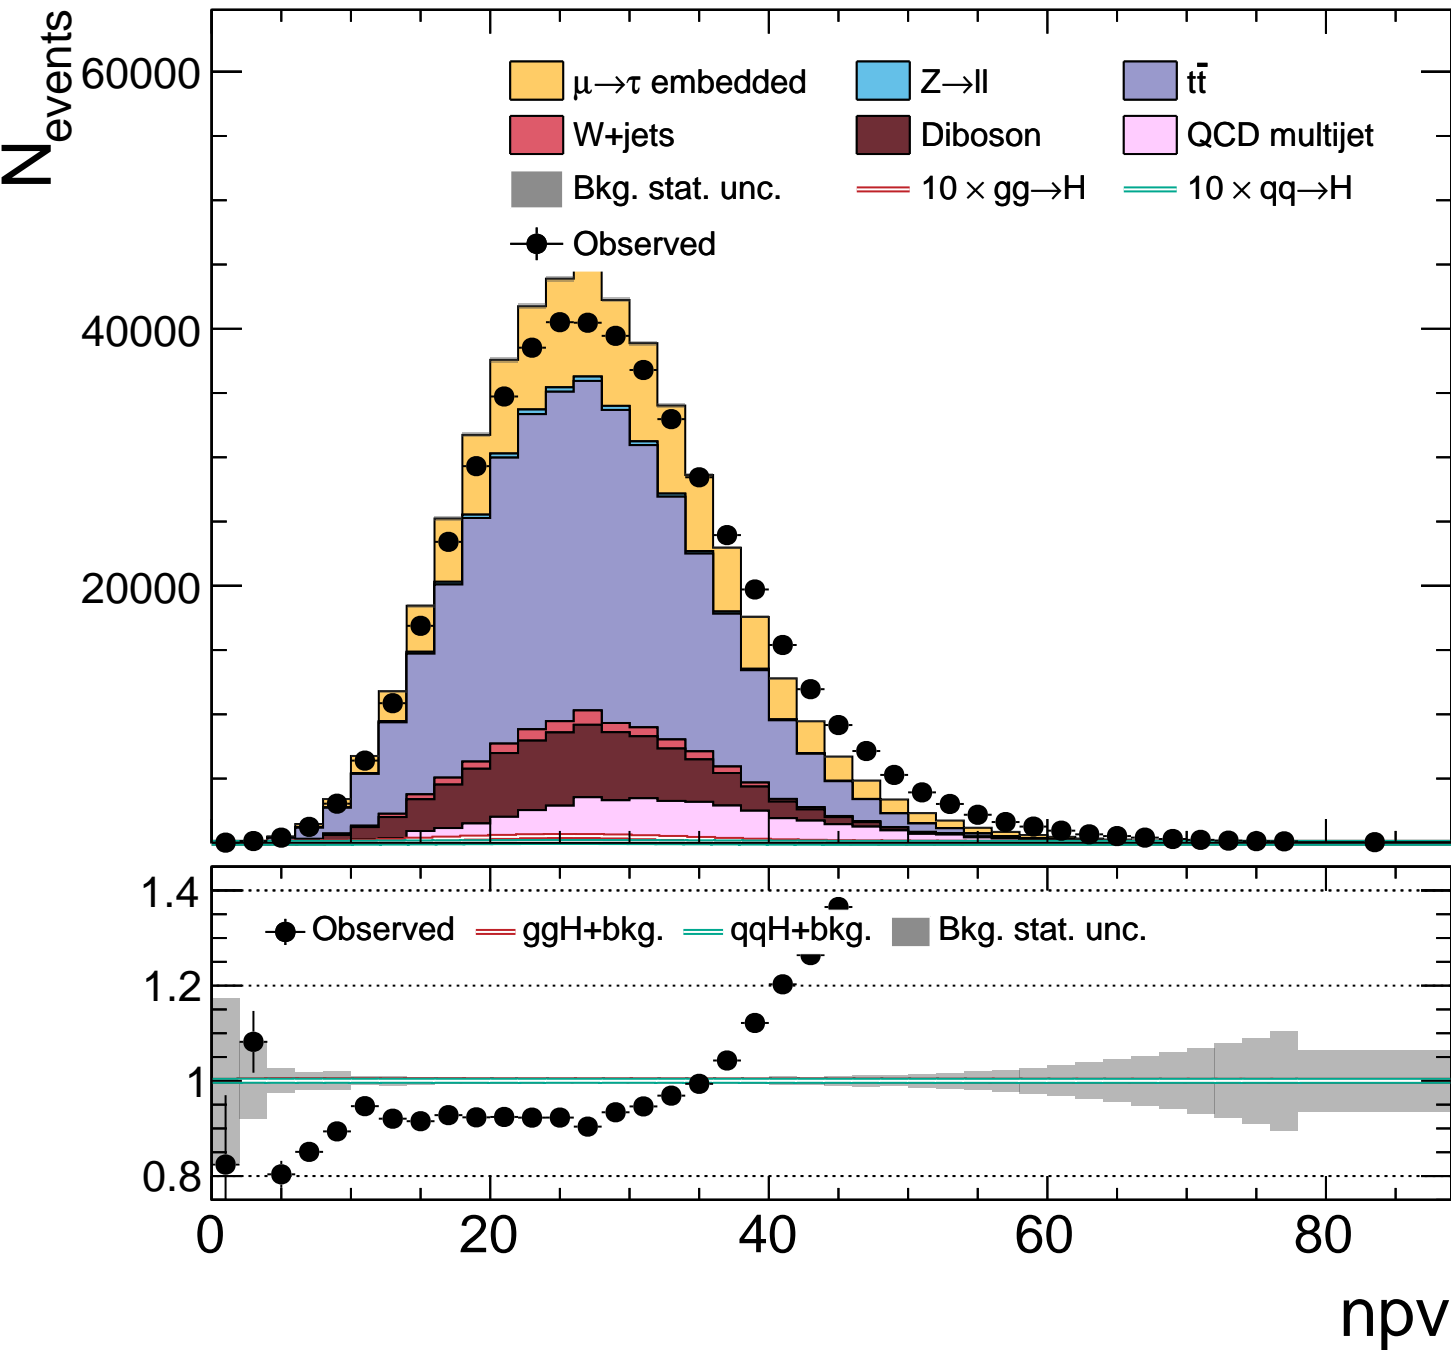 N_events
60000
μ→τ embedded Z→ll tt̄
W+jets Diboson QCD multijet
Bkg. stat. unc. 10 × gg→H 10 × qq→H
Observed
40000
20000
1.4
Observed ggH+bkg. qqH+bkg. Bkg. stat. unc.
1.2
1
0.8
0 20 40 60 80
npv